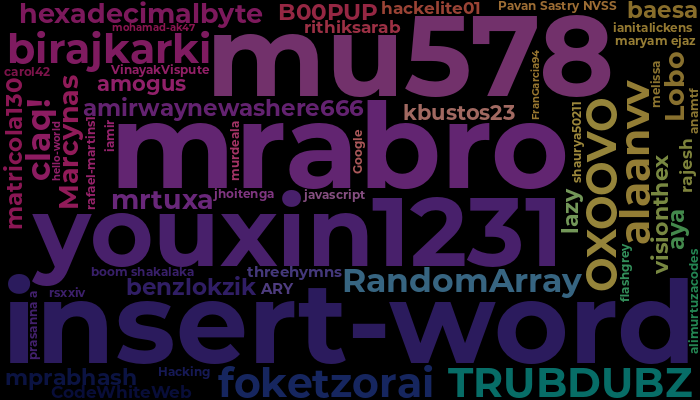 hexadecimalbyte
B00PUP
hackelite01
Pavan Sastry NVSS
baesa
mohamad-ak47
rithiksarab
ianitalickens
birajkarki
mu578
maryam ejaz
carol42
VinayakVispute
amogus
FranGarcia94
melissa
Lobo
matricola130
claq!
hello-world
Marcynas
rafael-martins1
iamir
amirwaynewashere666
kbustos23
mrabro
murdeala
Google
shaurya50211
oxoovo
alaanvv
anamtf
rajesh
mrtuxa
jhoitenga
javascript
lazy
visionthex
aya
youxin1231
boom shakalaka
threehymns
flashgrey
alimurtuzacodes
benzlokzik
ARY
RandomArray
prasanna a
rsxxiv
insert-word
mprabhash
Hacking
CodeWhiteWeb
foketzorai
TRUBDUBZ